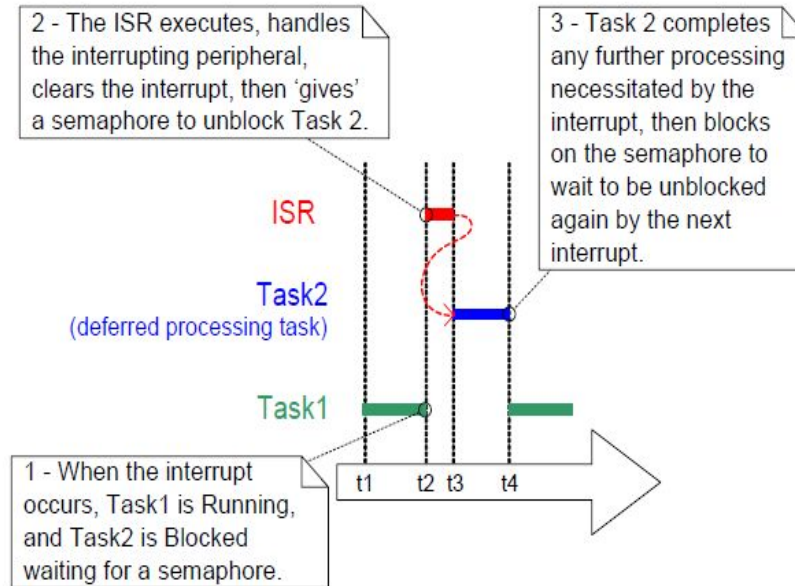 2 - The ISR executes, handles
the interrupting peripheral,
clears the interrupt, then ‘gives’
a semaphore to unblock Task 2.
3 - Task 2 completes
any further processing
necessitated by the
interrupt, then blocks
on the semaphore to
wait to be unblocked
again by the next
interrupt.
ISR
Task2
(deferred processing task)
Task1
1 - When the interrupt
occurs, Task1 is Running,
and Task2 is Blocked
waiting for a semaphore.
t1 t2 t3 t4